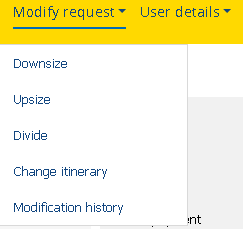 Modify request User details
Downsize
Upsize
Divide
Change itinerary
Modification history